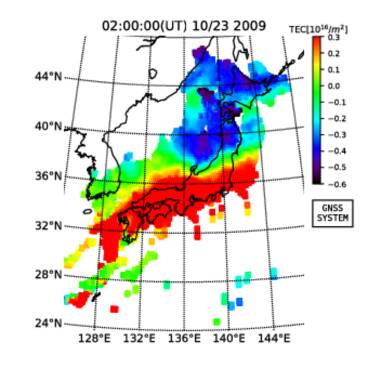 02:00:00(UT) 10/23 2009
TEC[10¹⁶/m²]
0.3
0.2
0.1
0.0
-0.1
-0.2
-0.3
-0.4
-0.5
-0.6
GNSS
SYSTEM
44°N
40°N
36°N
32°N
28°N
24°N
128°E 132°E 136°E 140°E 144°E